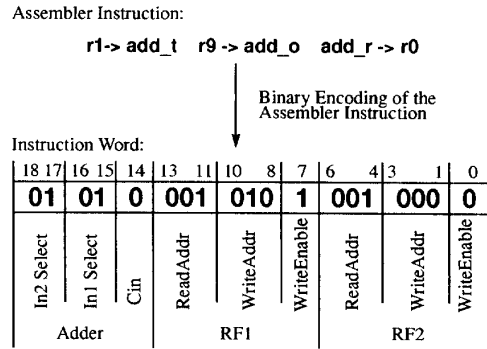 Assembler Instruction:
r1-> add_t r9 -> add_o add_r -> r0
Binary Encoding of the
Assembler Instruction
Instruction Word:
18 17 16 15 14 13 11 10 8 7 6 4 3 1 0
01 01 0 001 010 1 001 000 0
In2 Select In1 Select Cin ReadAddr WriteAddr WriteEnable ReadAddr WriteAddr WriteEnable
Adder RF1 RF2